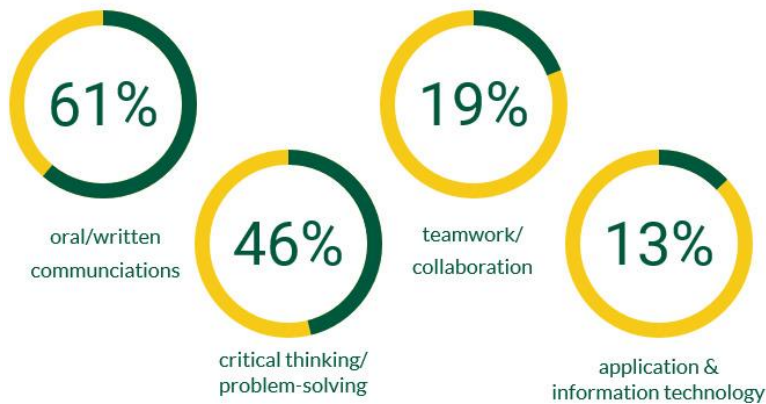 61%
oral/written
communciations
46%
critical thinking/
problem-solving
19%
teamwork/
collaboration
13%
application &
information technology